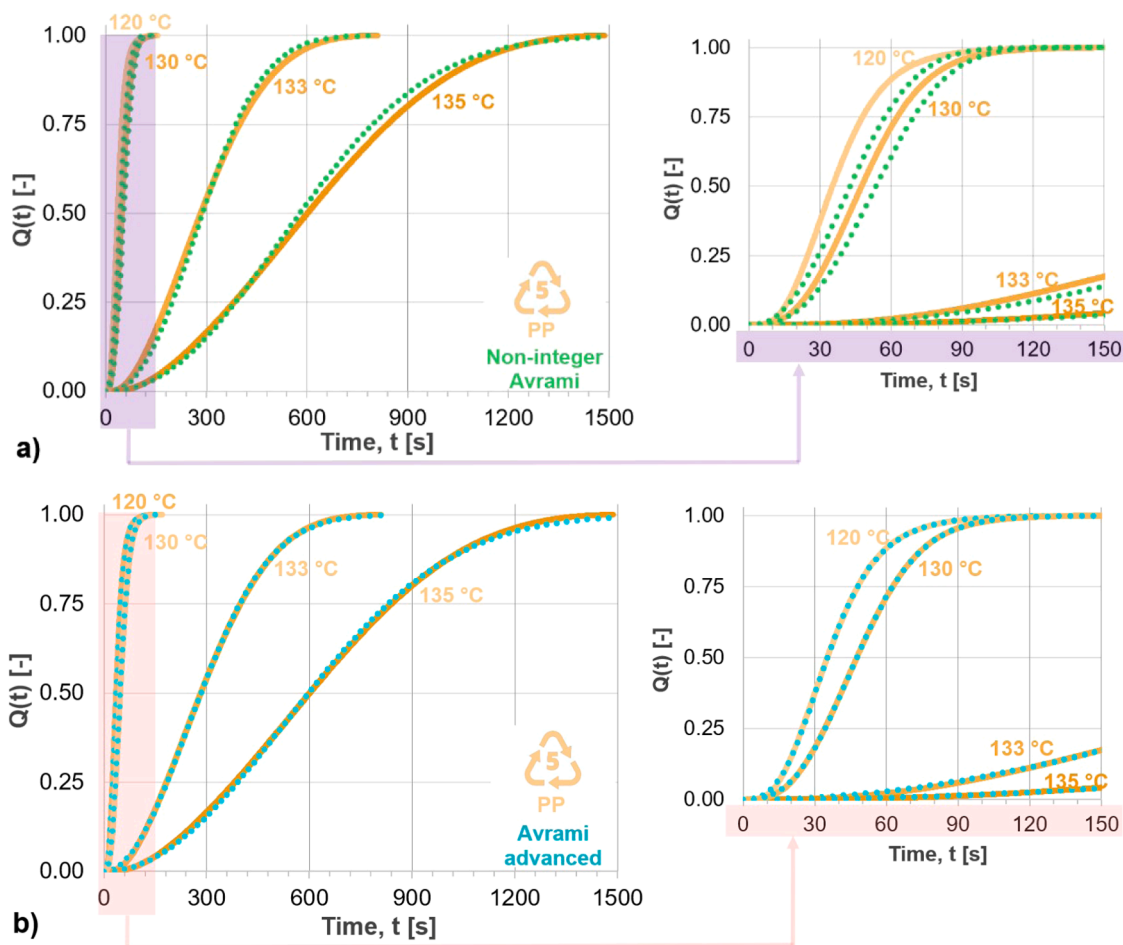 120 °C
1.00
130 °C
133 °C
135 °C
0.75
Q(t) [-]
0.50
0.25
0.00
5
PP
Non-integer
Avrami
0 300 600 900 1200 1500
Time, t [s]
a)
1.00
120 °C
130 °C
0.75
Q(t) [-]
0.50
0.25
133 °C
135 °C
0.00
0 30 60 90 120 150
Time, t [s]
120 °C
1.00
130 °C
133 °C
135 °C
0.75
Q(t) [-]
0.50
0.25
0.00
5
PP
Avrami
advanced
0 300 600 900 1200 1500
Time, t [s]
b)
1.00
120 °C
130 °C
0.75
Q(t) [-]
0.50
0.25
133 °C
135 °C
0.00
0 30 60 90 120 150
Time, t [s]